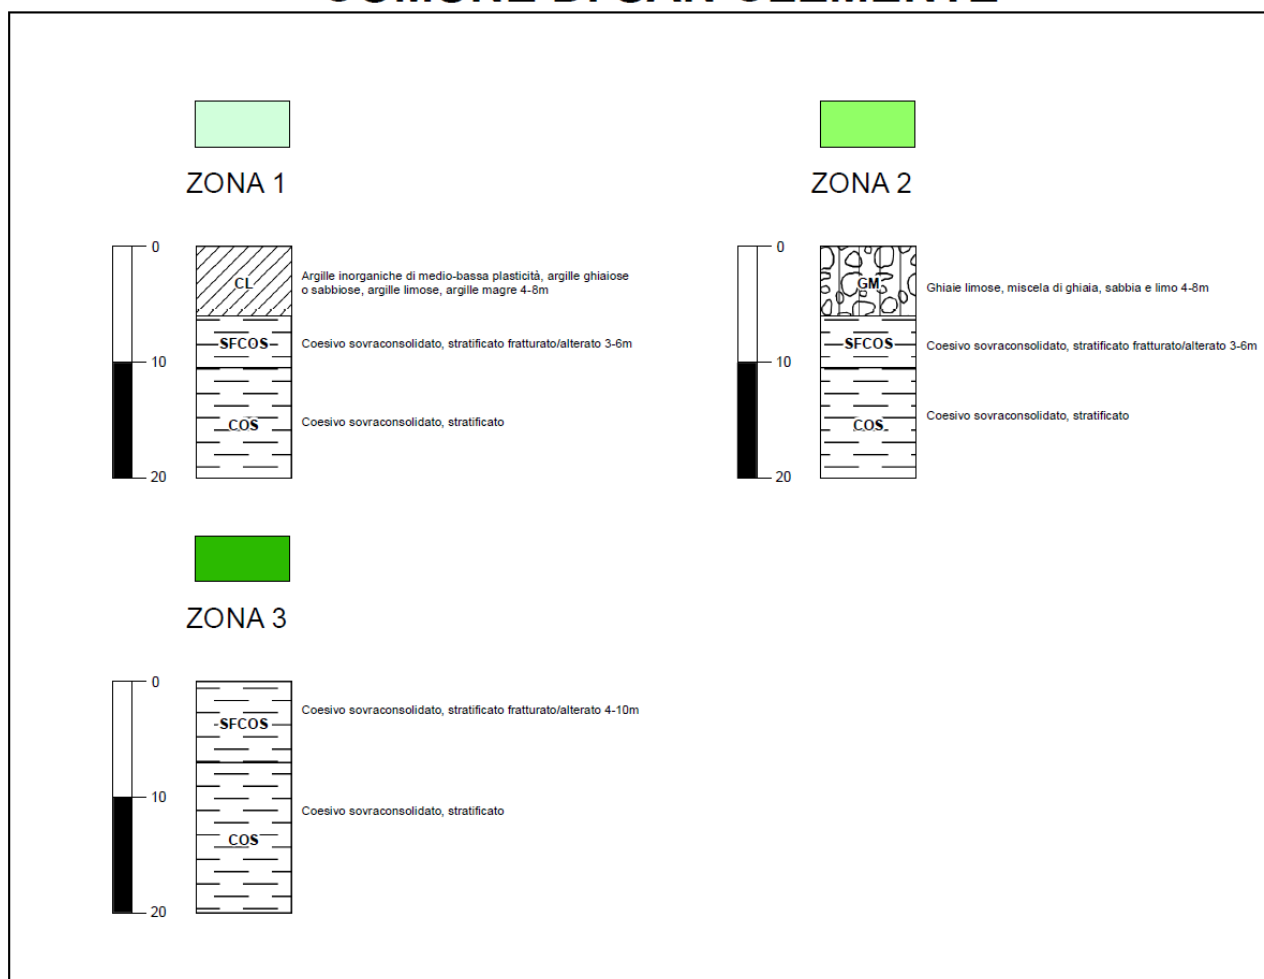 COMUNE DI SAN CLEMENTE
ZONA 1
0
10
20
CL
SFCOS
COS
Argille inorganiche di medio-bassa plasticità, argille ghiaiose
o sabbiose, argille limose, argille magre 4-8m
Coesivo sovraconsolidato, stratificato fratturato/alterato 3-6m
Coesivo sovraconsolidato, stratificato
ZONA 2
0
10
20
GM
SFCOS
COS
Ghiaie limose, miscela di ghiaia, sabbia e limo 4-8m
Coesivo sovraconsolidato, stratificato fratturato/alterato 3-6m
Coesivo sovraconsolidato, stratificato
ZONA 3
0
10
20
SFCOS
COS
Coesivo sovraconsolidato, stratificato fratturato/alterato 4-10m
Coesivo sovraconsolidato, stratificato